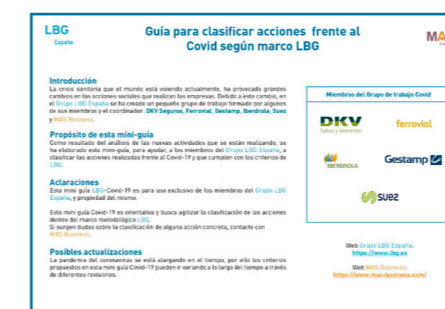 LBG
España
Guía para clasificar acciones frente al
Covid según marco LBG
MA
Introducción
La crisis sanitaria que el mundo está viviendo actualmente, ha provocado grandes
cambios en las acciones sociales que realizan las empresas. Debido a este cambio, en
el Grupo LBG España se ha creado un pequeño grupo de trabajo formado por algunos
de sus miembros y el coordinador: DKV Seguros, Ferrovial, Gestamp, Iberdrola, Suez
y MAS Business.
Propósito de esta mini-guía
Como resultado del análisis de las nuevas actividades que se están realizando, se
ha elaborado esta mini-guía, para ayudar, a los miembros del Grupo LBG España, a
clasificar las acciones realizadas frente al Covid-19 y que cumplen con los criterios de
LBG.
Aclaraciones
Esta mini guía LBG-Covid-19 es para uso exclusivo de los miembros del Grupo LBG
España, y propiedad del mismo.
Esta mini guía Covid-19 es orientativa y busca agilizar la clasificación de las acciones
dentro del marco metodológico LBG.
Si surgen dudas sobre la clasificación de alguna acción concreta, contacte con
MAS Business.
Posibles actualizaciones
La pandemia del coronavirus se está alargando en el tiempo, por ello los criterios
propuestos en esta mini guía Covid-19 pueden ir variando a lo largo del tiempo a través
de diferentes revisiones.
Miembros del Grupo de trabajo Covid
DKV
Salud y bienestar
ferrovial
IBERDROLA
Gestamp
suez
Web Grupo LBG España:
https://www.lbg.es
Web MAS Business:
https://www.mas-business.com/